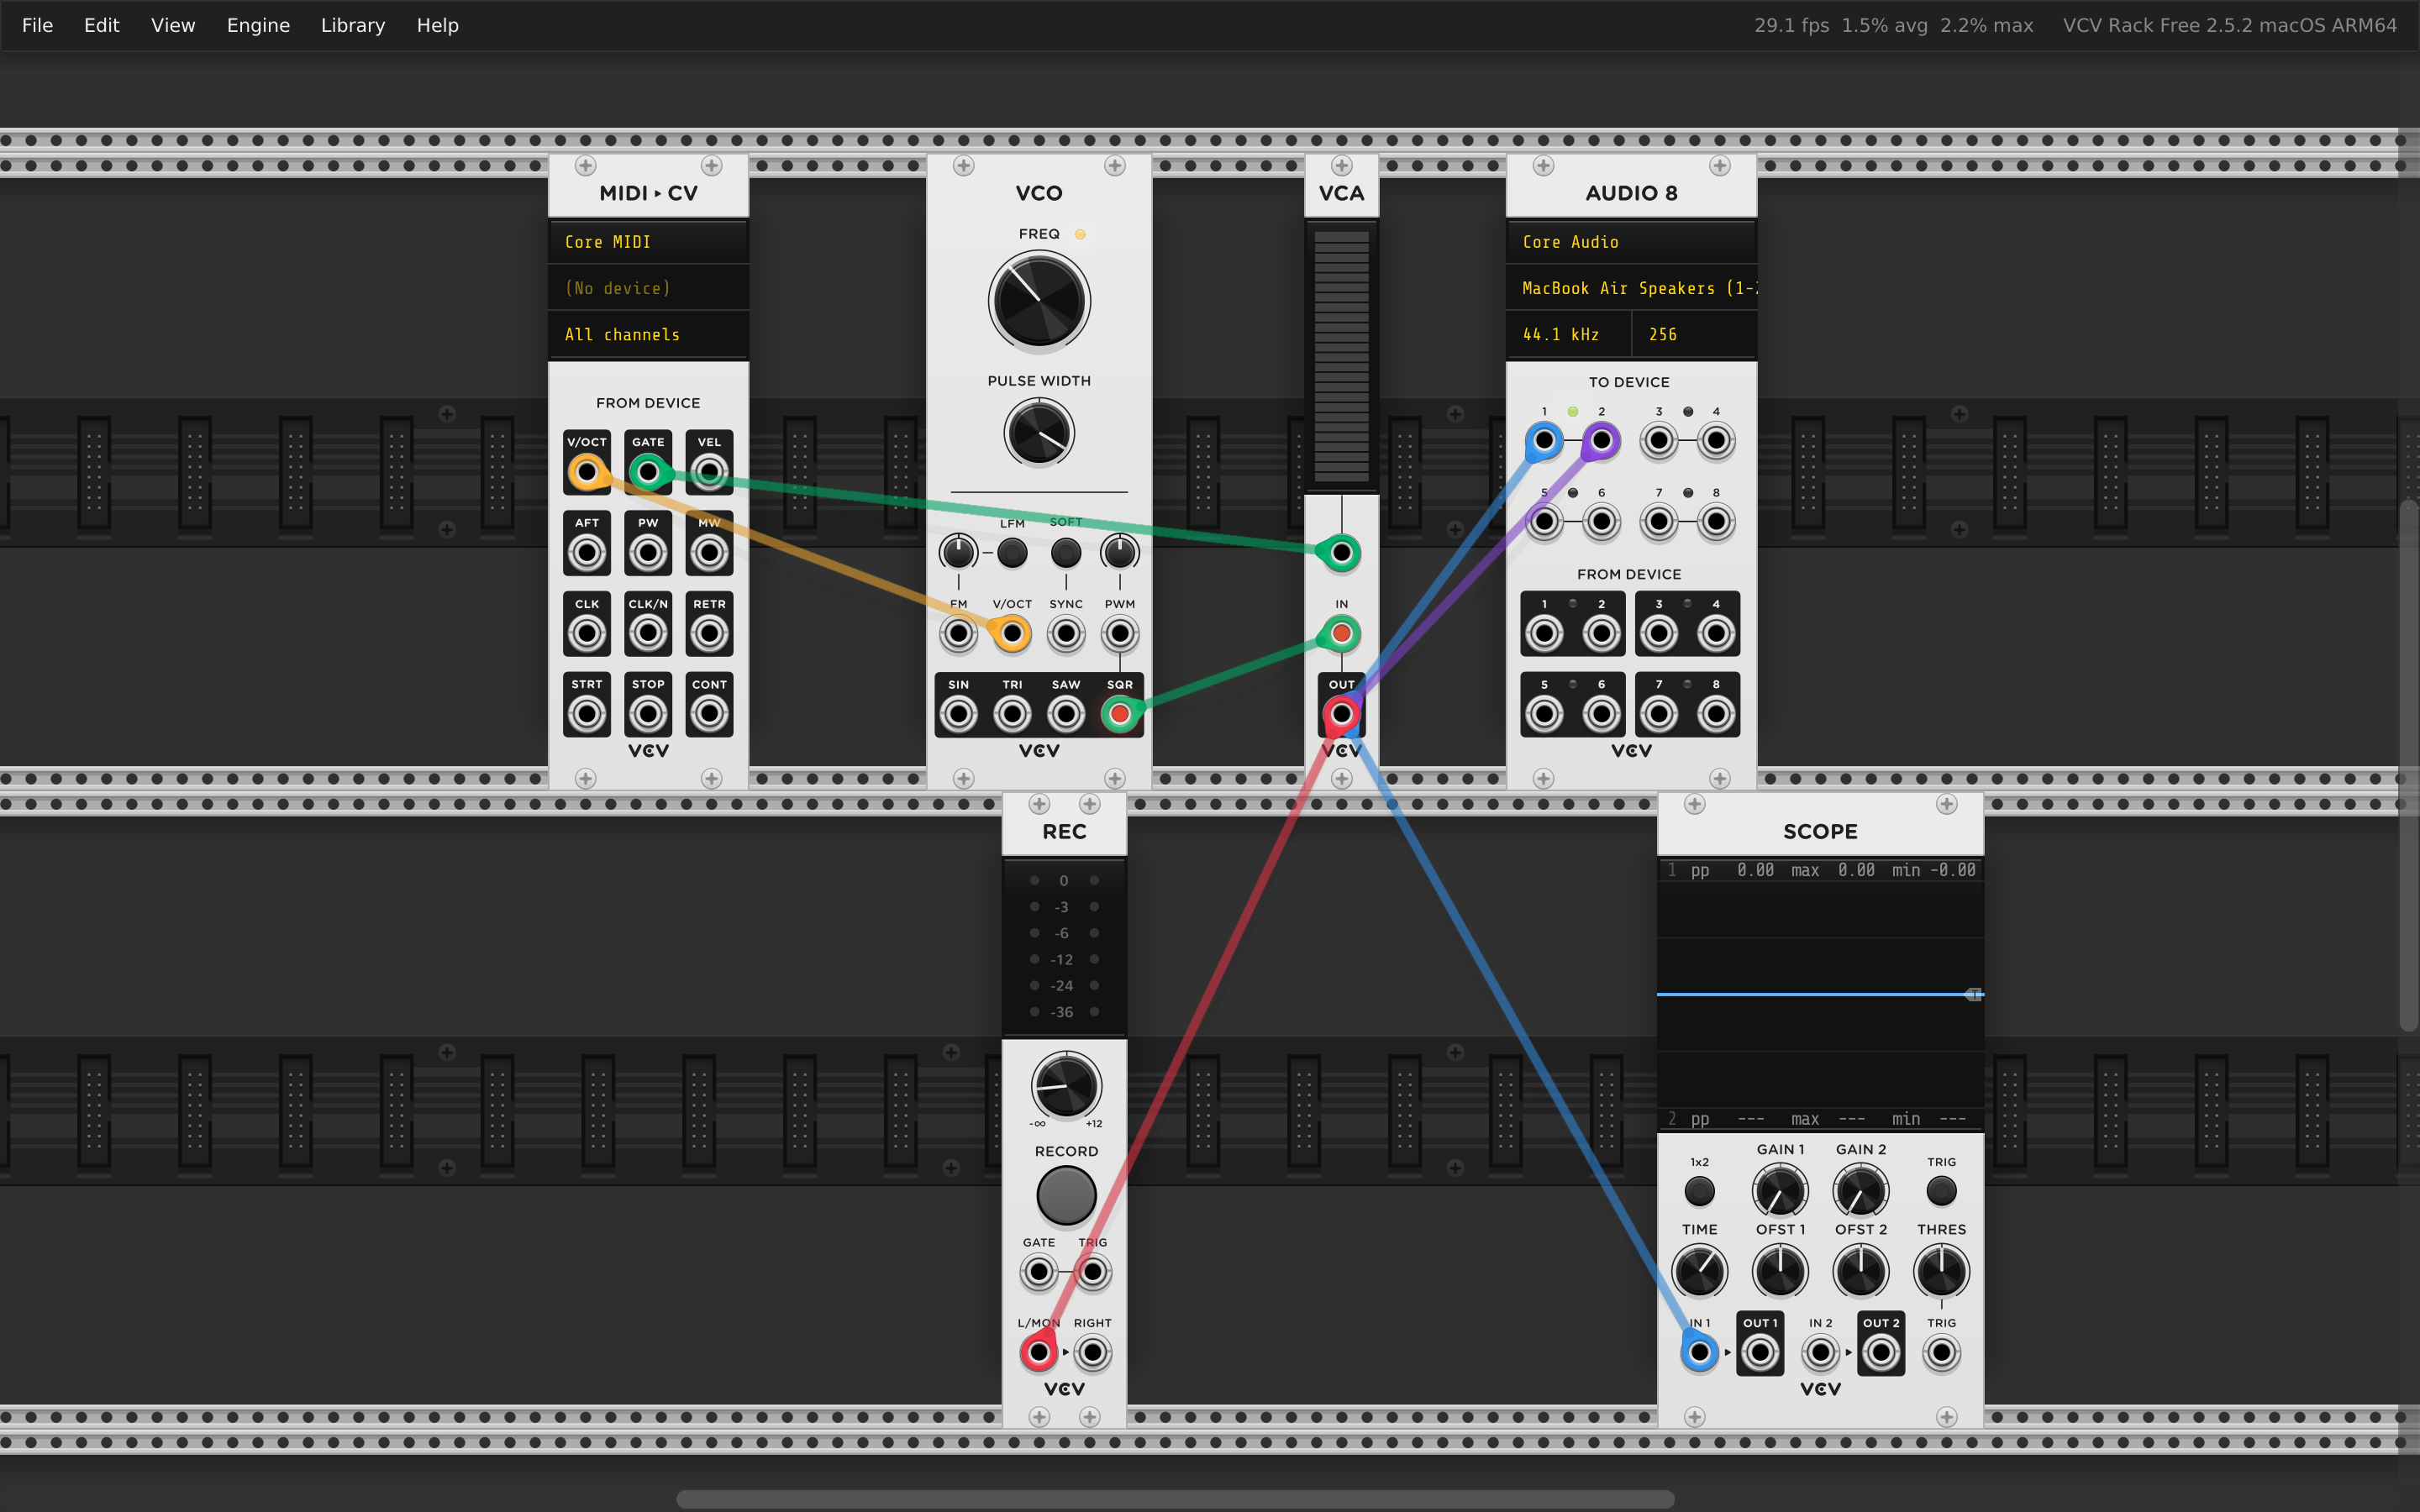 File Edit View Engine Library Help
29.1 fps 1.5% avg 2.2% max VCV Rack Free 2.5.2 macOS ARM64
MIDI ▸ CV
Core MIDI
(No device)
All channels
FROM DEVICE
V/OCT GATE VEL
AFT PW MW
CLK CLK/N RETR
STRT STOP CONT
VCV
VCO
FREQ
PULSE WIDTH
LFM SOFT
FM V/OCT SYNC PWM
SIN TRI SAW SQR
VCV
VCA
IN
OUT
VCV
AUDIO 8
Core Audio
MacBook Air Speakers (1-
44.1 kHz 256
TO DEVICE
1 2 3 4
5 6 7 8
FROM DEVICE
1 2 3 4
5 6 7 8
VCV
REC
0
-3
-6
-12
-24
-36
-∞ +12
RECORD
GATE TRIG
L/MON RIGHT
VCV
SCOPE
1 pp 0.00 max 0.00 min -0.00
1
2 pp --- max --- min ---
1x2 GAIN 1 GAIN 2 TRIG
TIME OFST 1 OFST 2 THRES
IN 1 OUT 1 IN 2 OUT 2 TRIG
VCV